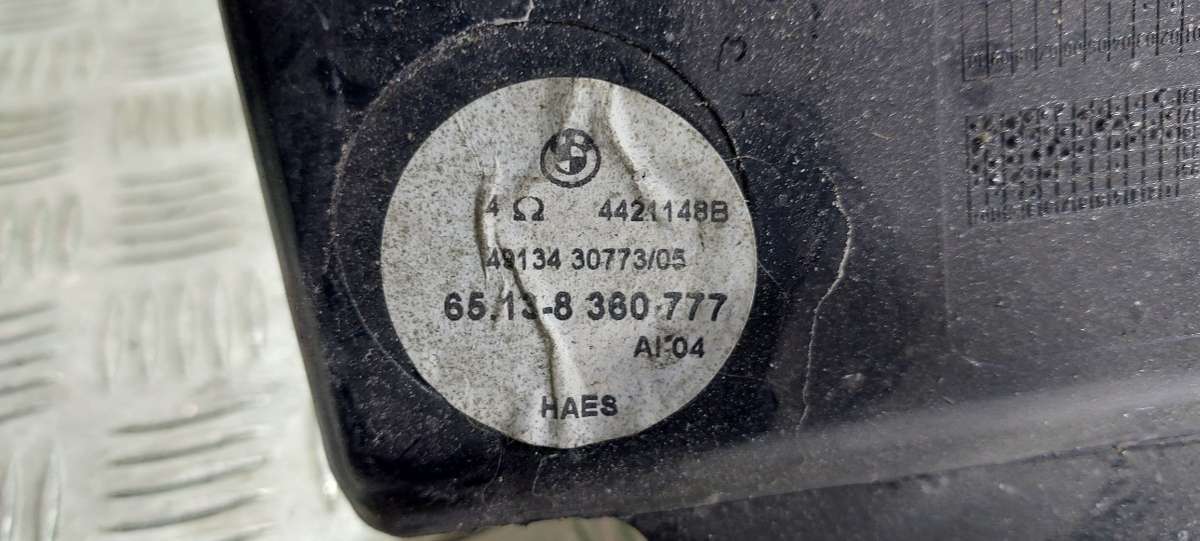 4 Ω 4421148B
49134 30773/05
65.13-8 360 777
AI 04
HAES